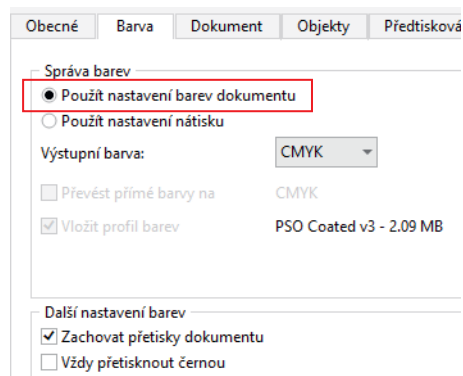 Obecné Barva Dokument Objekty Předtisková
Správa barev
Použít nastavení barev dokumentu
Použít nastavení nátisku
Výstupní barva: CMYK
Převést přímé barvy na CMYK
Vložit profil barev PSO Coated v3 - 2.09 MB
Další nastavení barev
Zachovat přetisky dokumentu
Vždy přetisknout černou